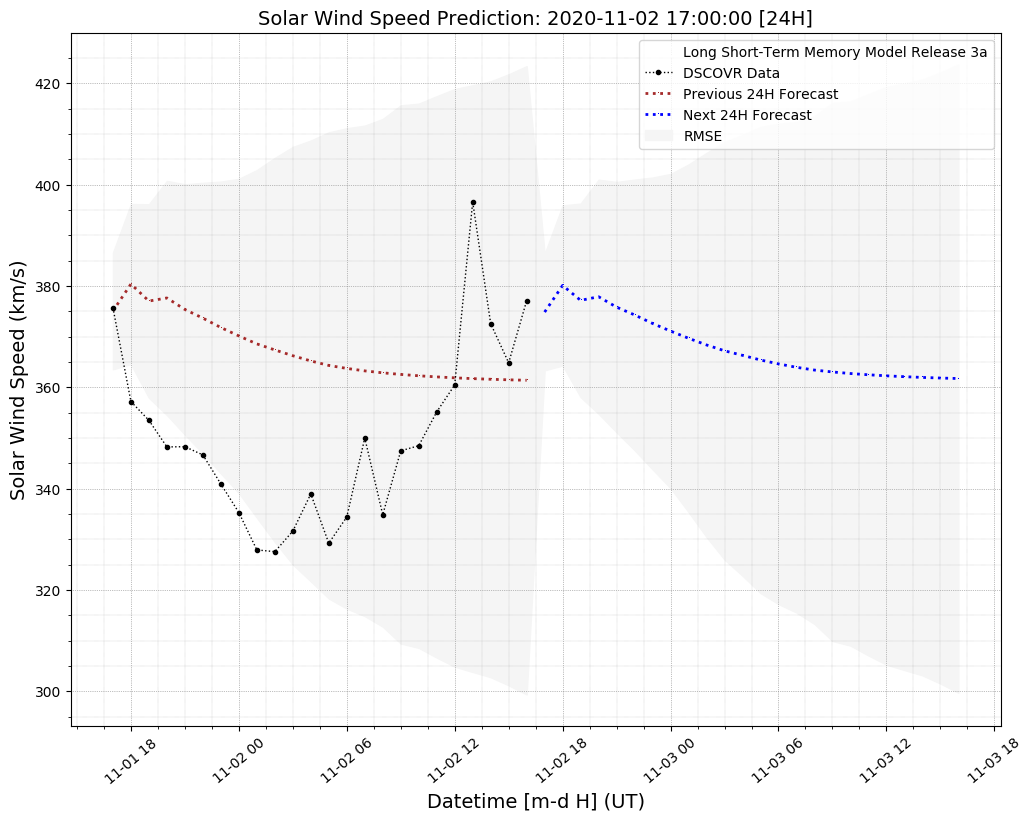 Solar Wind Speed Prediction: 2020-11-02 17:00:00 [24H]
Long Short-Term Memory Model Release 3a
DSCOVR Data
Previous 24H Forecast
Next 24H Forecast
RMSE
Solar Wind Speed (km/s)
420
400
380
360
340
320
300
11-01 18
11-02 00
11-02 06
11-02 12
11-02 18
11-03 00
11-03 06
11-03 12
11-03 18
Datetime [m-d H] (UT)